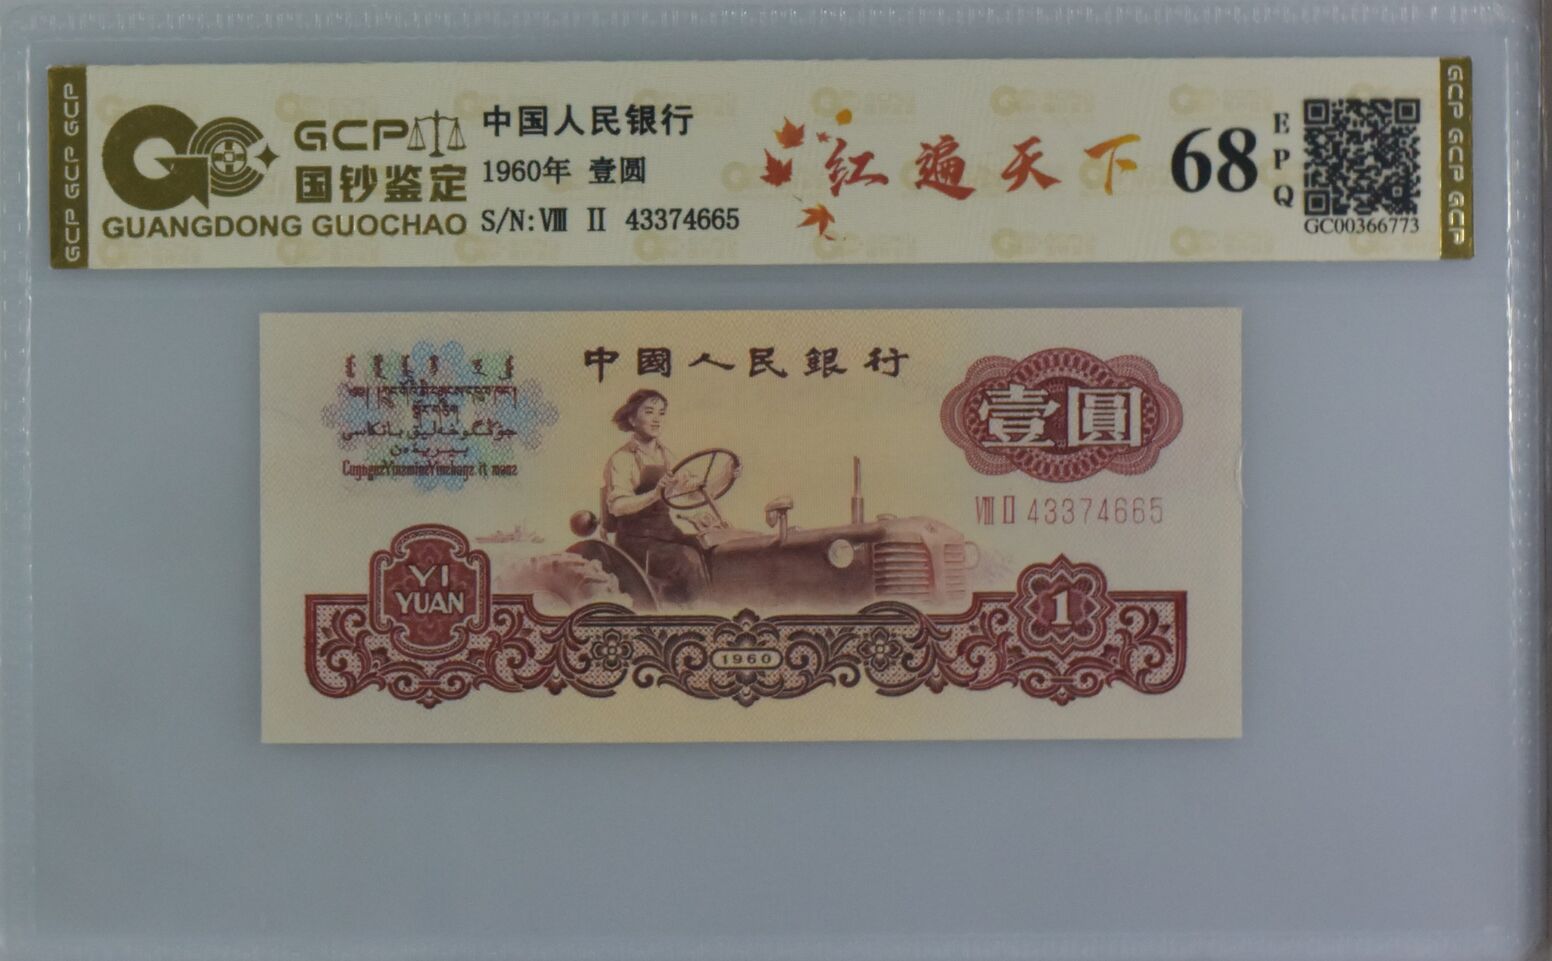 GCP GCP GCP
GCP
国钞鉴定
GUANGDONG GUOCHAO
中国人民银行
1960年 壹圆
S/N:Ⅷ Ⅱ 43374665
红遍天下
68
EPQ
GC00366773
GCP GCP GCP
中國人民銀行
壹圓
Ⅷ Ⅱ 43374665
YI
YUAN
1960
1